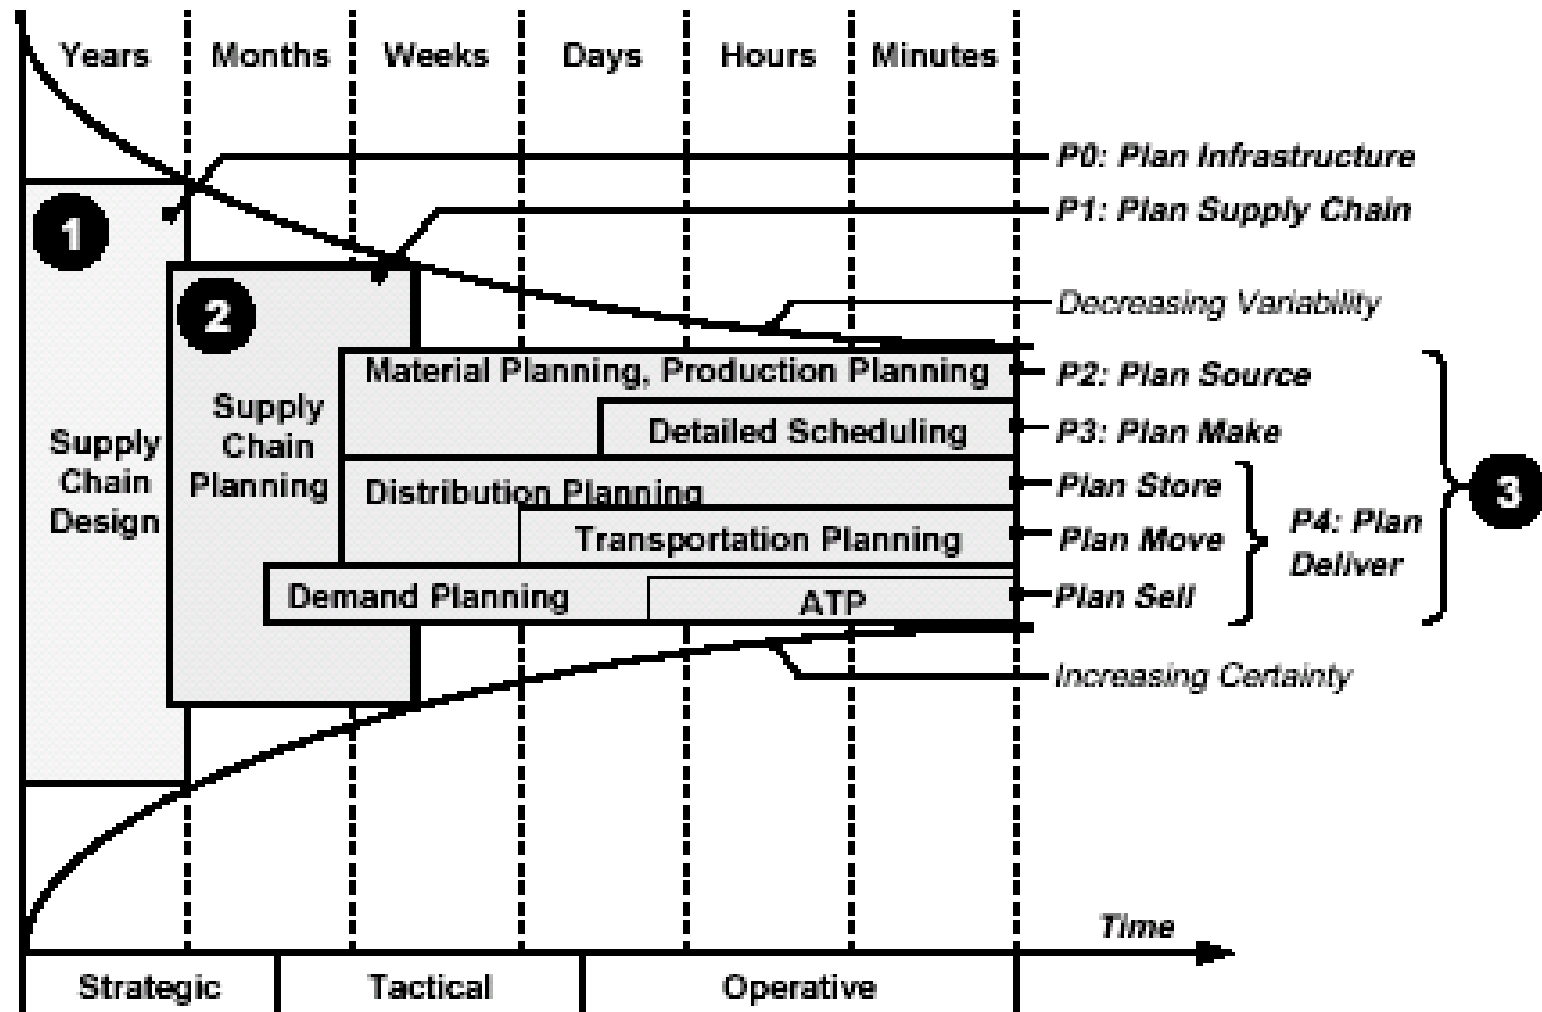 Years Months Weeks Days Hours Minutes
P0: Plan Infrastructure
1
P1: Plan Supply Chain
2
Decreasing Variability
Material Planning, Production Planning
P2: Plan Source
Supply
Chain
Planning
Detailed Scheduling
P3: Plan Make
Supply
Chain
Design
Distribution Planning
Plan Store
3
Transportation Planning
Plan Move
P4: Plan
Deliver
Demand Planning
ATP
Plan Sell
Increasing Certainty
Time
Strategic Tactical Operative